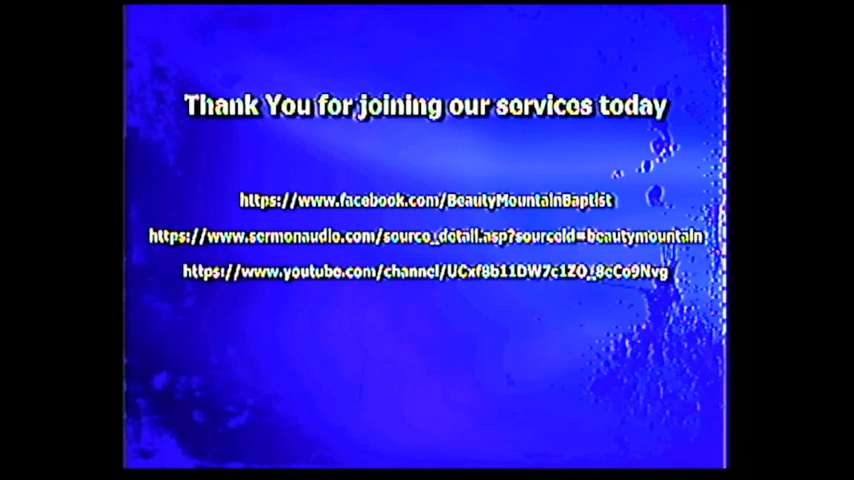 Thank You for joining our services today
https://www.facebook.com/BeautyMountainBaptist
https://www.sermonaudio.com/source_detail.asp?sourceid=beautymountain
https://www.youtube.com/channel/UCxf8b11DW7c1ZO_8eCo9Nvg